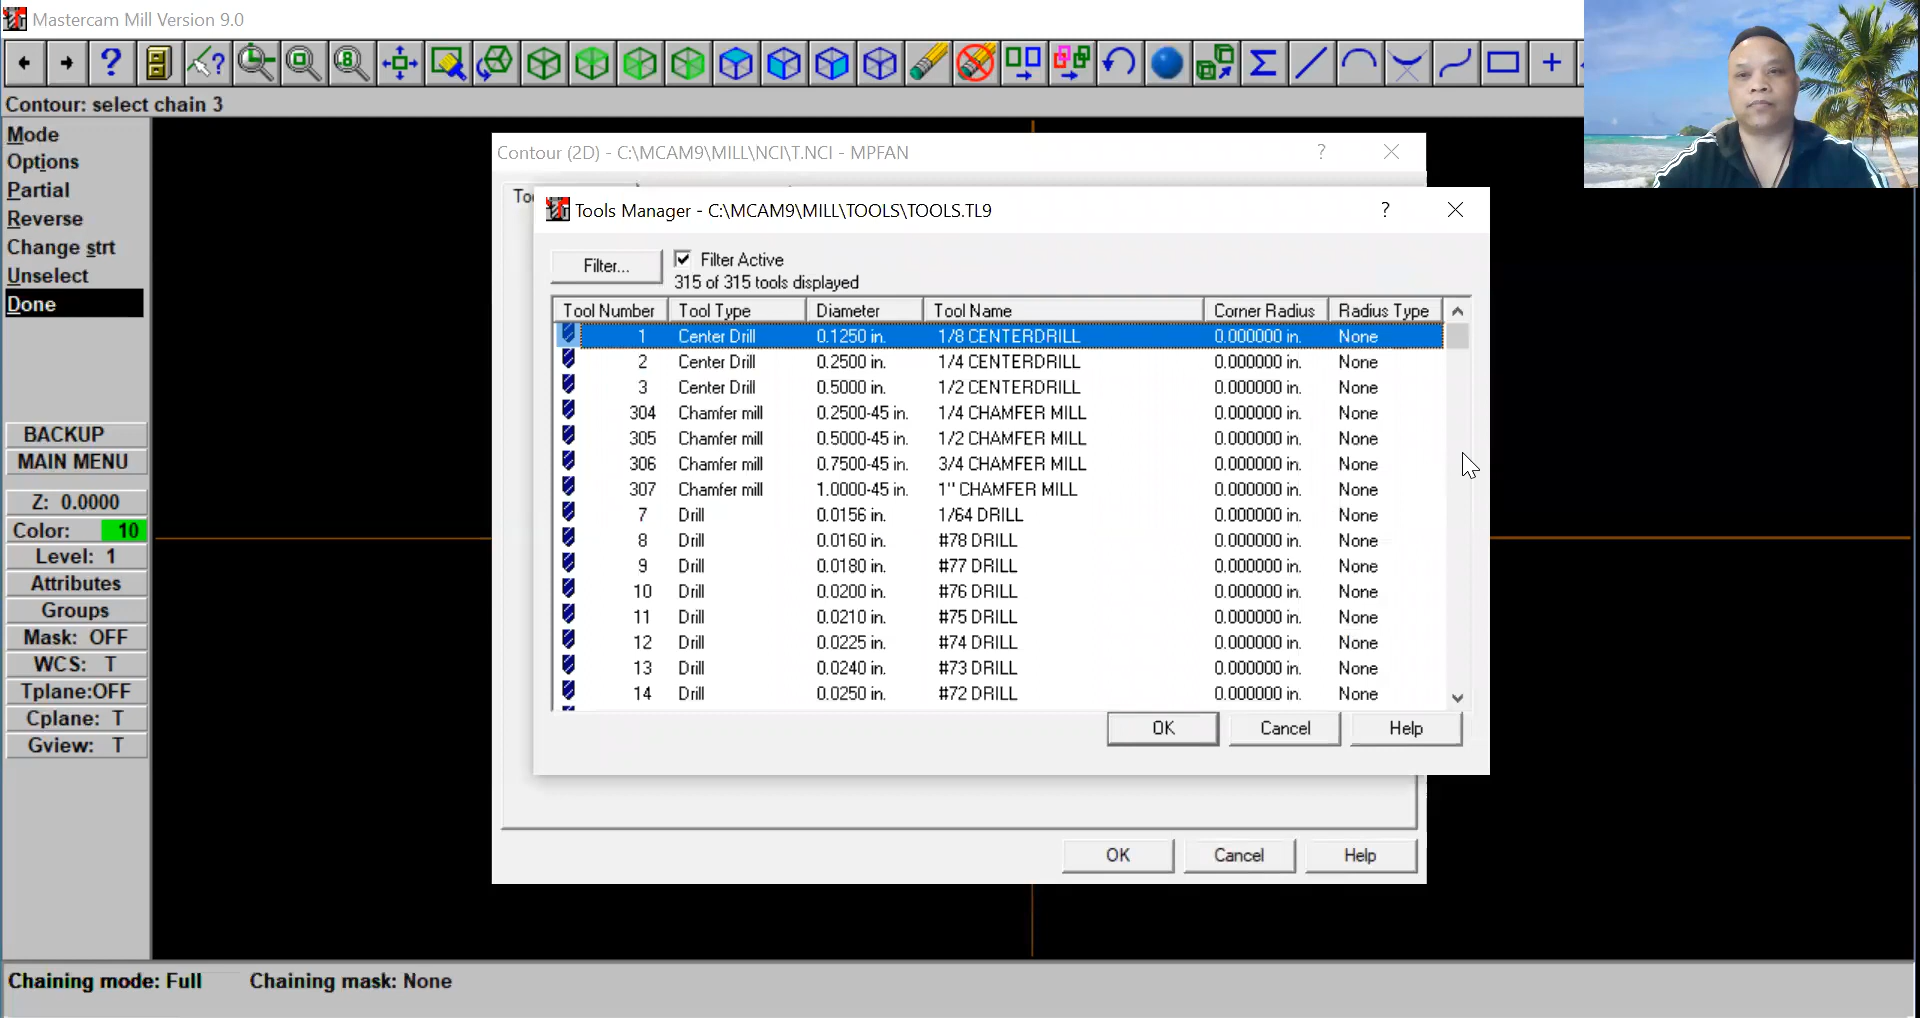 Mastercam Mill Version 9.0
Contour: select chain 3
Mode
Options
Partial
Reverse
Change strt
Unselect
Done
BACKUP
MAIN MENU
Z: 0.0000
Color: 10
Level: 1
Attributes
Groups
Mask: OFF
WCS: T
Tplane:OFF
Cplane: T
Gview: T
Contour (2D) - C:\MCAM9\MILL\NCI\T.NCI - MPFAN
Tools Manager - C:\MCAM9\MILL\TOOLS\TOOLS.TL9
Filter...
Filter Active
315 of 315 tools displayed
Tool Number Tool Type Diameter Tool Name Corner Radius Radius Type
1 Center Drill 0.1250 in. 1/8 CENTERDRILL 0.000000 in. None
2 Center Drill 0.2500 in. 1/4 CENTERDRILL 0.000000 in. None
3 Center Drill 0.5000 in. 1/2 CENTERDRILL 0.000000 in. None
304 Chamfer mill 0.2500-45 in. 1/4 CHAMFER MILL 0.000000 in. None
305 Chamfer mill 0.5000-45 in. 1/2 CHAMFER MILL 0.000000 in. None
306 Chamfer mill 0.7500-45 in. 3/4 CHAMFER MILL 0.000000 in. None
307 Chamfer mill 1.0000-45 in. 1" CHAMFER MILL 0.000000 in. None
7 Drill 0.0156 in. 1/64 DRILL 0.000000 in. None
8 Drill 0.0160 in. #78 DRILL 0.000000 in. None
9 Drill 0.0180 in. #77 DRILL 0.000000 in. None
10 Drill 0.0200 in. #76 DRILL 0.000000 in. None
11 Drill 0.0210 in. #75 DRILL 0.000000 in. None
12 Drill 0.0225 in. #74 DRILL 0.000000 in. None
13 Drill 0.0240 in. #73 DRILL 0.000000 in. None
14 Drill 0.0250 in. #72 DRILL 0.000000 in. None
OK Cancel Help
OK Cancel Help
Chaining mode: Full Chaining mask: None